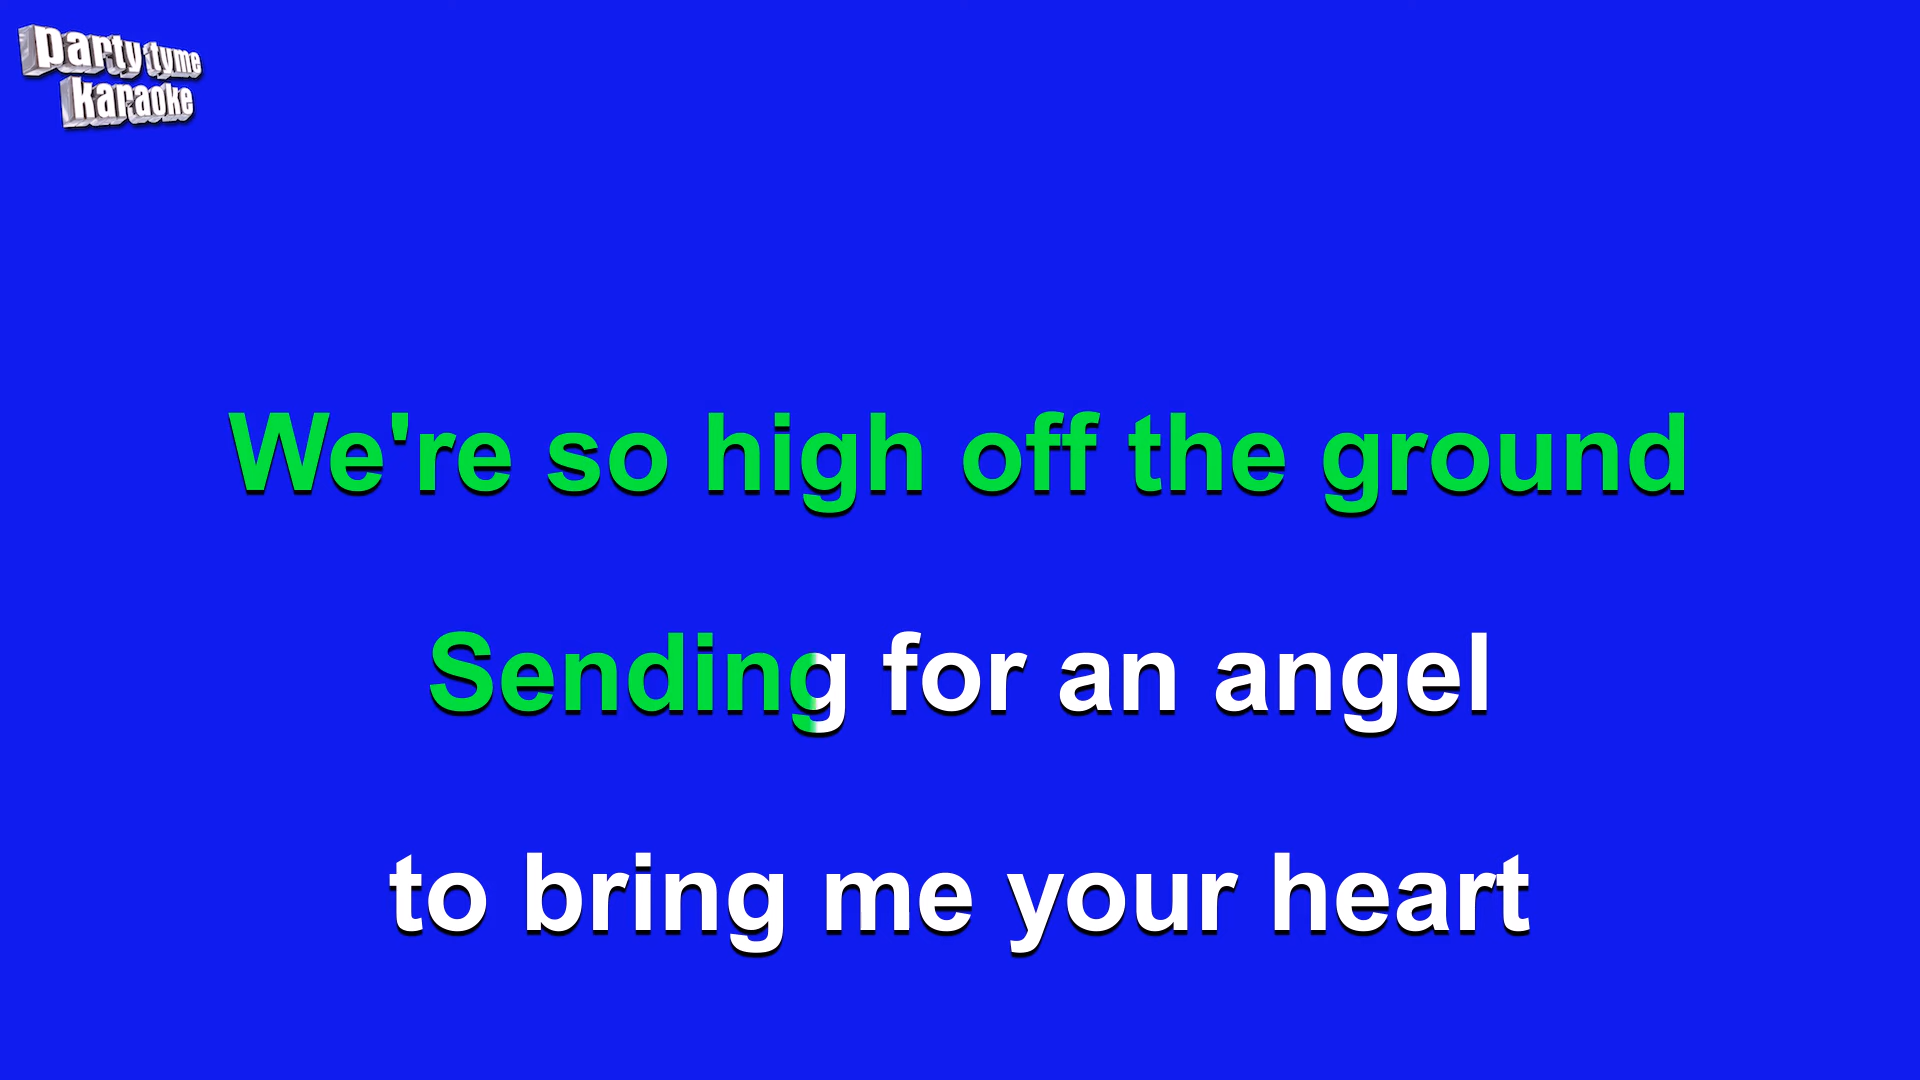 party tyme
karaoke
We're so high off the ground
Sending for an angel
to bring me your heart